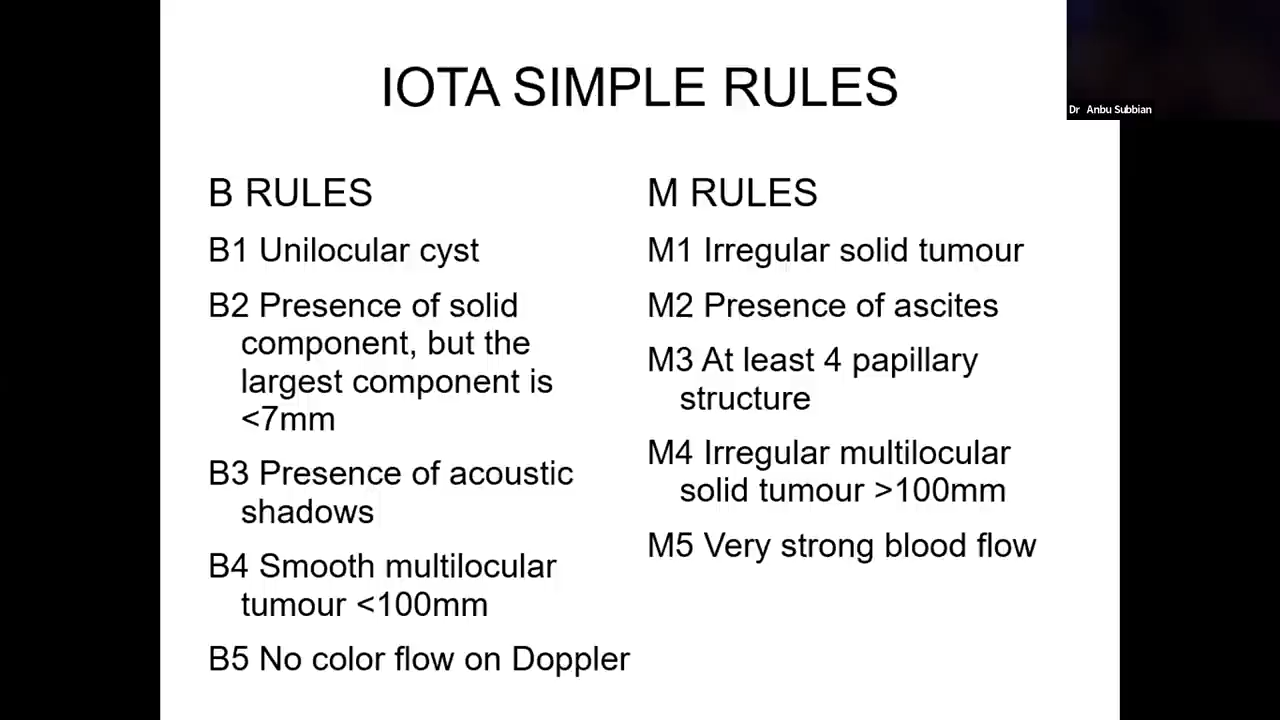 IOTA SIMPLE RULES
Dr Anbu Subbian
B RULES
B1 Unilocular cyst
B2 Presence of solid
component, but the
largest component is
<7mm
B3 Presence of acoustic
shadows
B4 Smooth multilocular
tumour <100mm
B5 No color flow on Doppler
M RULES
M1 Irregular solid tumour
M2 Presence of ascites
M3 At least 4 papillary
structure
M4 Irregular multilocular
solid tumour >100mm
M5 Very strong blood flow